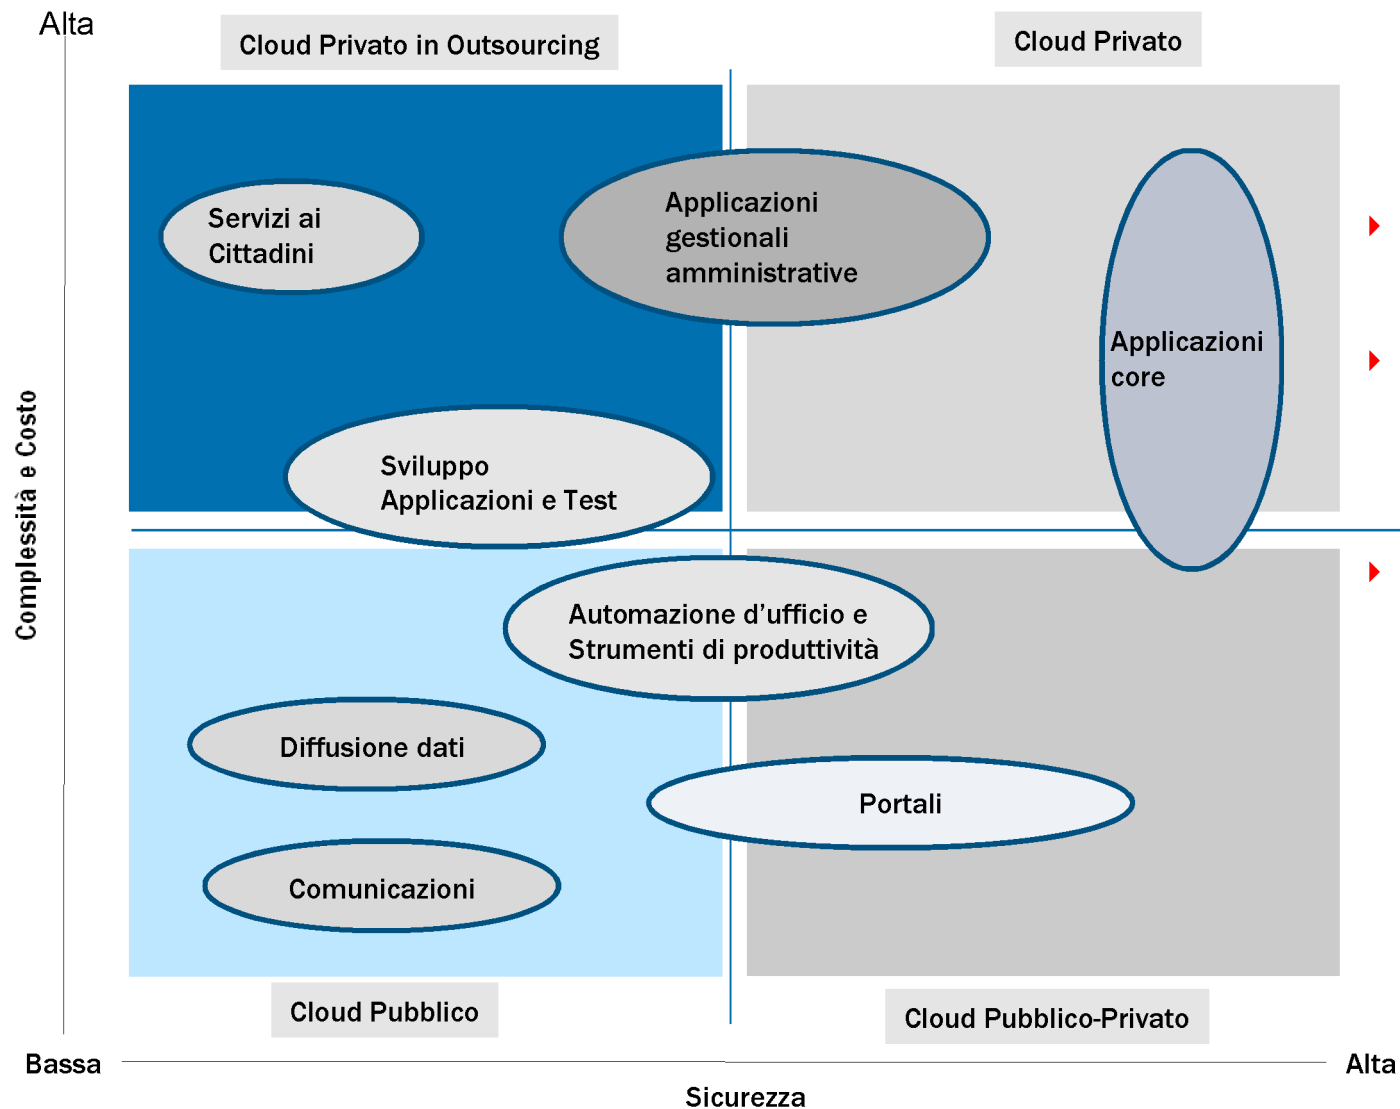 Alta
Cloud Privato in Outsourcing
Cloud Privato
Servizi ai
Cittadini
Applicazioni
gestionali
amministrative
Applicazioni
core
Sviluppo
Applicazioni e Test
Complessità e Costo
Automazione d’ufficio e
Strumenti di produttività
Diffusione dati
Portali
Comunicazioni
Cloud Pubblico
Cloud Pubblico-Privato
Bassa
Alta
Sicurezza